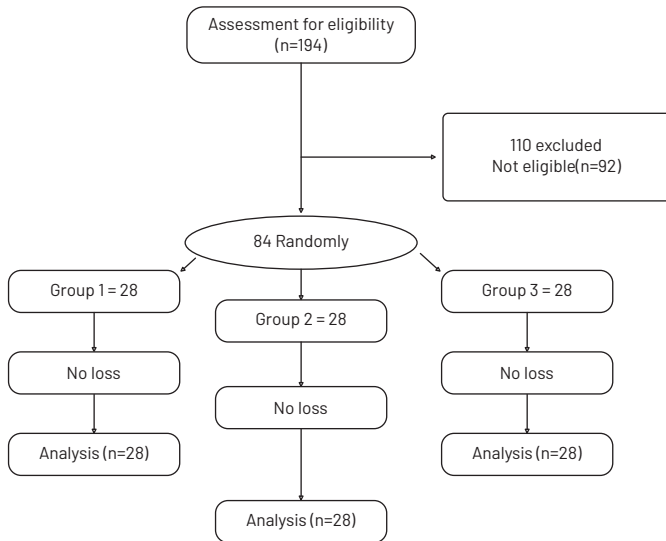 Assessment for eligibility
(n=194)
110 excluded
Not eligible(n=92)
84 Randomly
Group 1 = 28
Group 2 = 28
Group 3 = 28
No loss
No loss
No loss
Analysis (n=28)
Analysis (n=28)
Analysis (n=28)